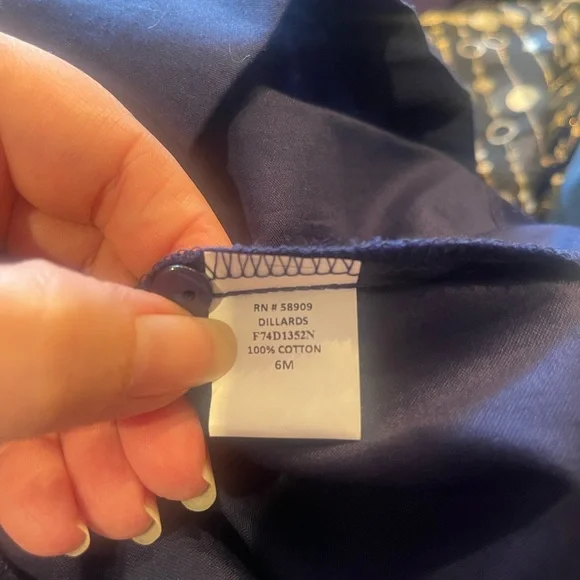 RN # 58909
DILLARDS
F74D1352N
100% COTTON
6M